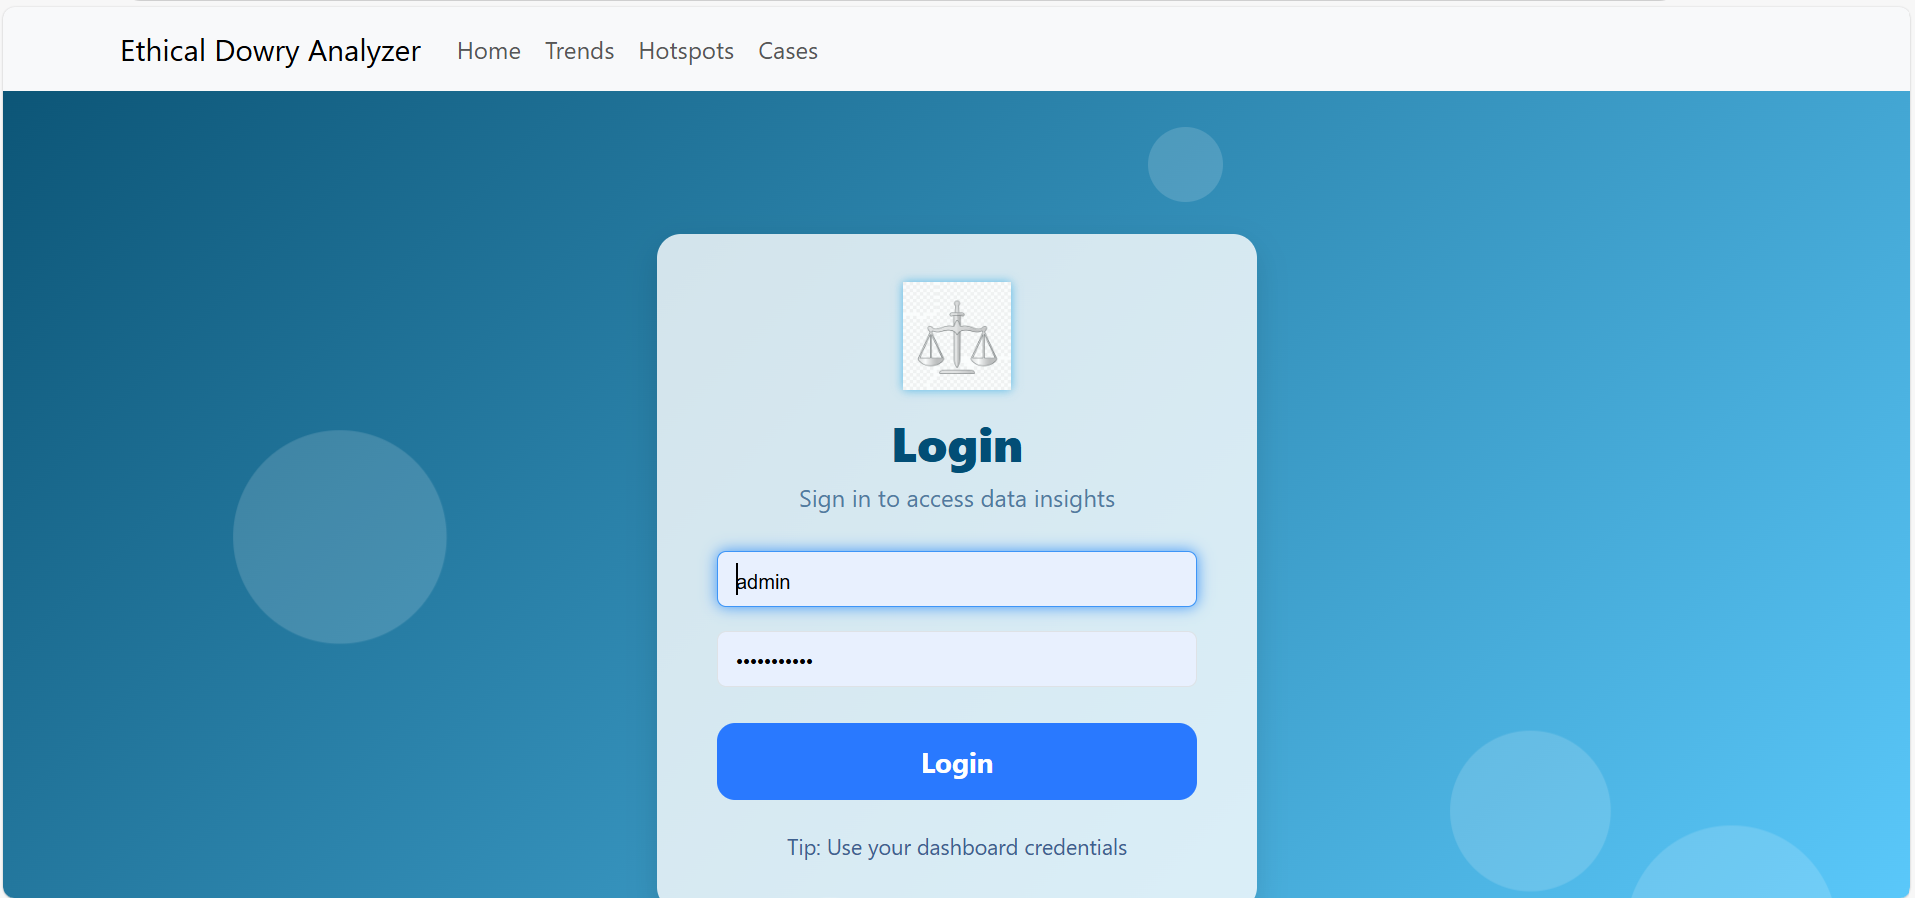 Ethical Dowry Analyzer Home Trends Hotspots Cases
Login
Sign in to access data insights
admin
•••••••••••
Login
Tip: Use your dashboard credentials